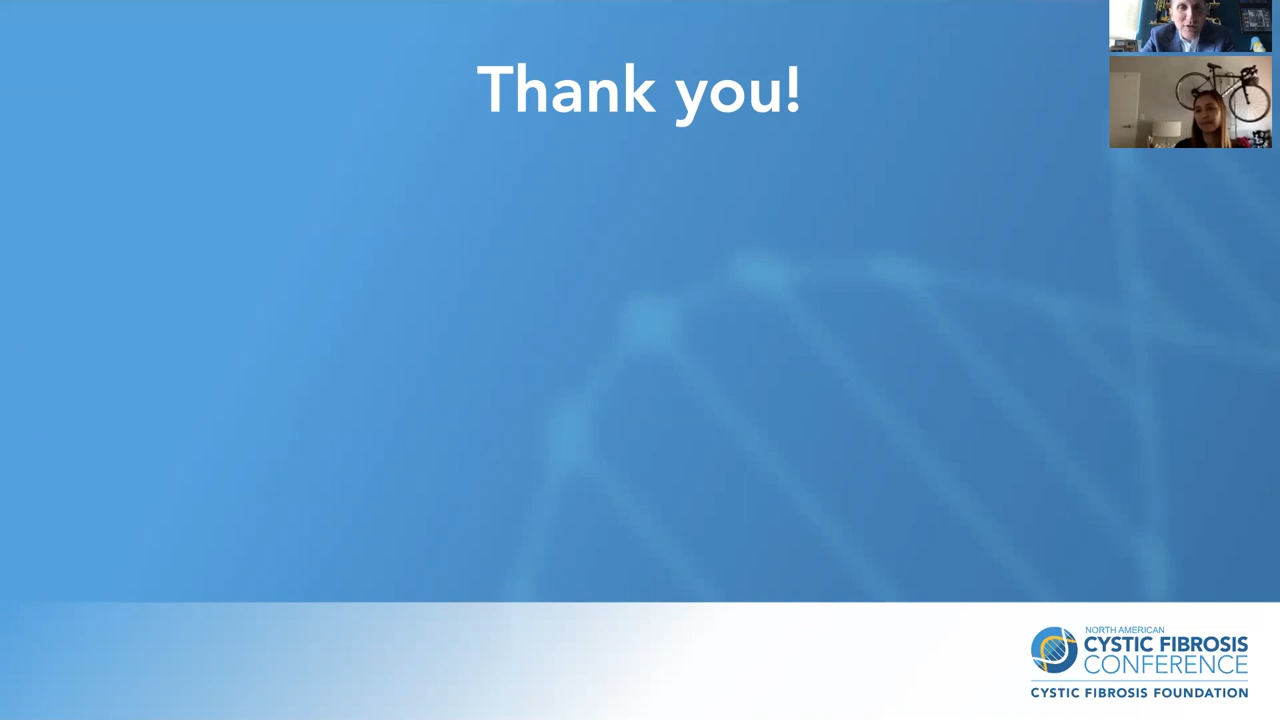 Thank you!
NORTH AMERICAN
CYSTIC FIBROSIS
CONFERENCE
CYSTIC FIBROSIS FOUNDATION